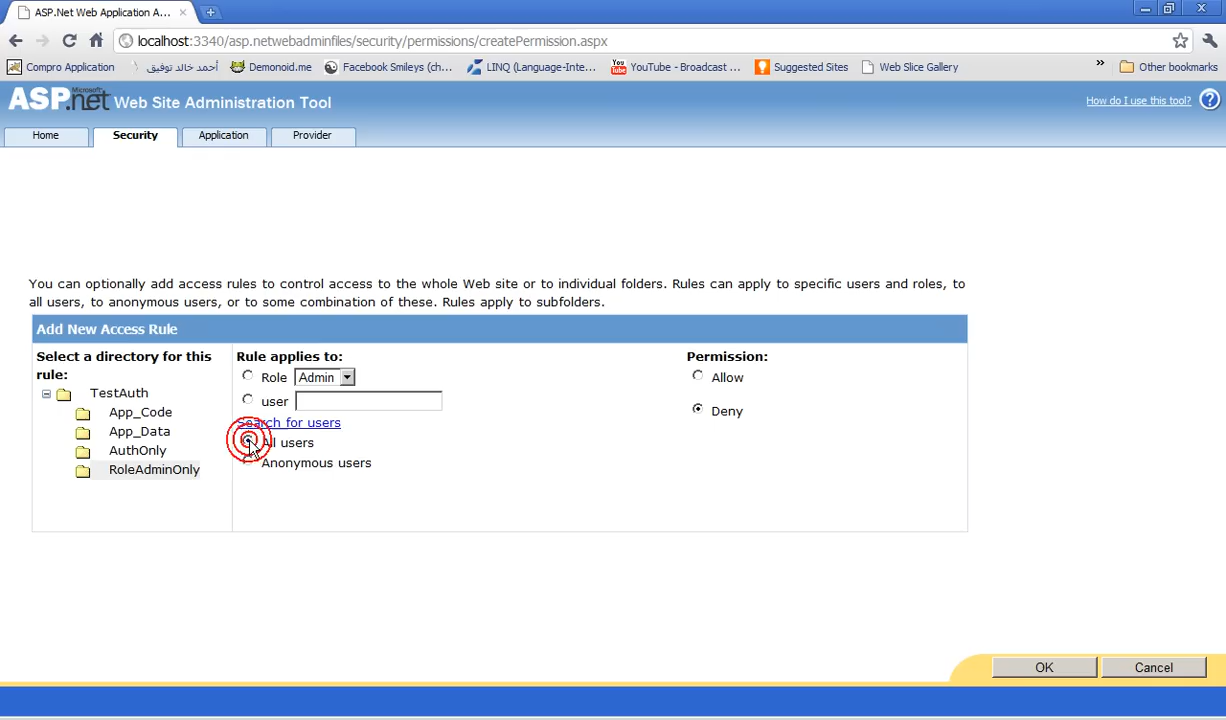 ASP.Net Web Application A...
localhost:3340/asp.netwebadminfiles/security/permissions/createPermission.aspx
Compro Application أحمد خالد توفيق Demonoid.me Facebook Smileys (ch... LINQ (Language-Inte... YouTube - Broadcast ... Suggested Sites Web Slice Gallery » Other bookmarks
Microsoft ASP.net Web Site Administration Tool How do I use this tool? ?
Home Security Application Provider
You can optionally add access rules to control access to the whole Web site or to individual folders. Rules can apply to specific users and roles, to
all users, to anonymous users, or to some combination of these. Rules apply to subfolders.
Add New Access Rule
Select a directory for this
rule:
TestAuth
App_Code
App_Data
AuthOnly
RoleAdminOnly
Rule applies to:
Role Admin
user
Search for users
All users
Anonymous users
Permission:
Allow
Deny
OK Cancel